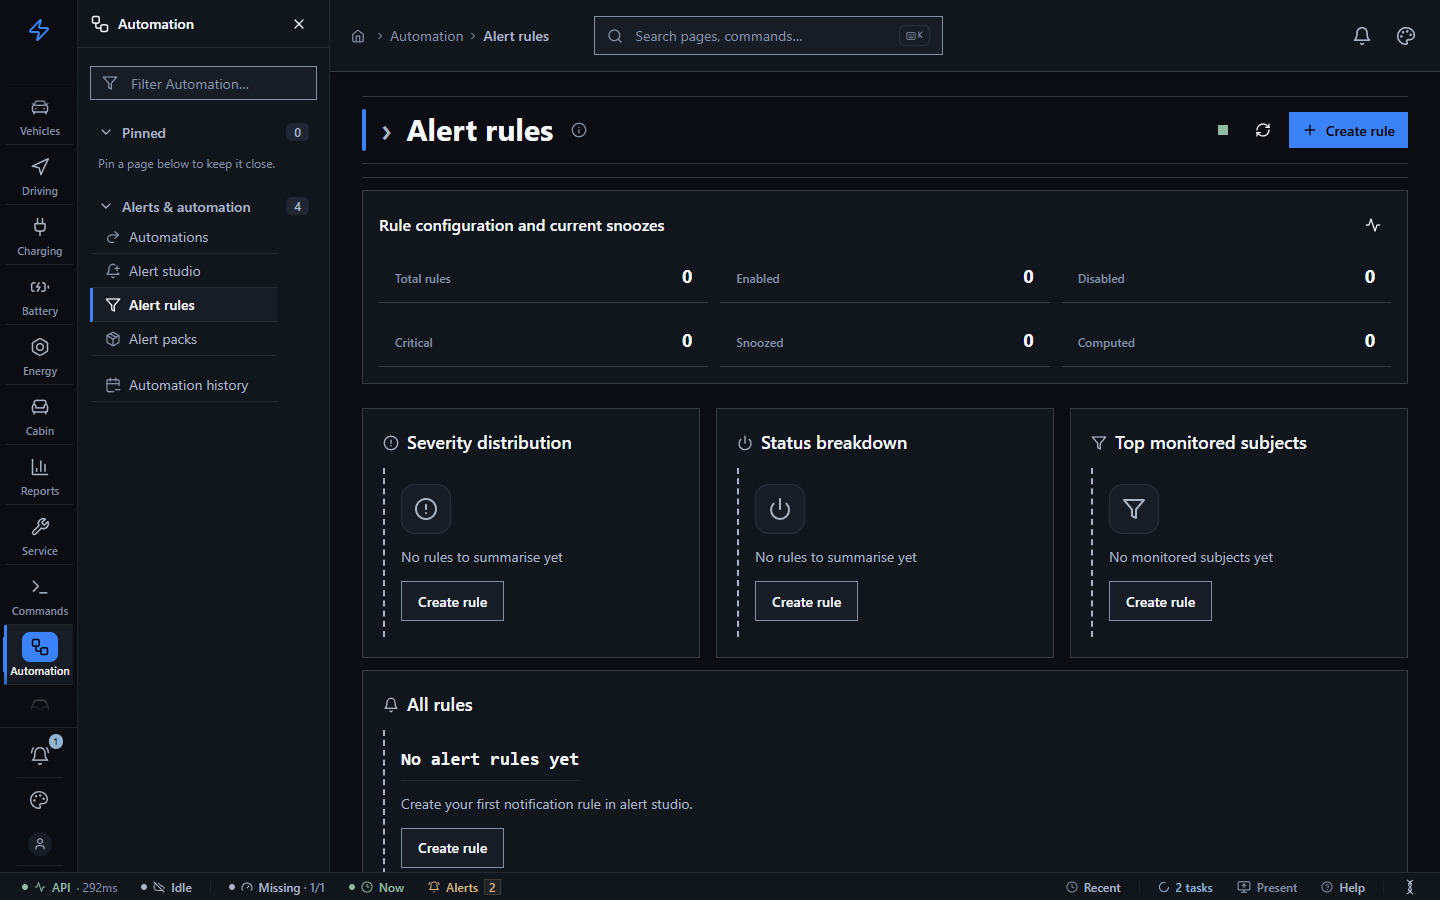 Vehicles
Driving
Charging
Battery
Energy
Cabin
Reports
Service
Commands
Automation
1
Automation
Filter Automation...
Pinned 0
Pin a page below to keep it close.
Alerts & automation 4
Automations
Alert studio
Alert rules
Alert packs
Automation history
Automation Alert rules
Search pages, commands... K
Alert rules
Create rule
Rule configuration and current snoozes
Total rules 0 Enabled 0 Disabled 0
Critical 0 Snoozed 0 Computed 0
Severity distribution
No rules to summarise yet
Create rule
Status breakdown
No rules to summarise yet
Create rule
Top monitored subjects
No monitored subjects yet
Create rule
All rules
No alert rules yet
Create your first notification rule in alert studio.
Create rule
API · 292ms Idle Missing · 1/1 Now Alerts 2 Recent 2 tasks Present Help